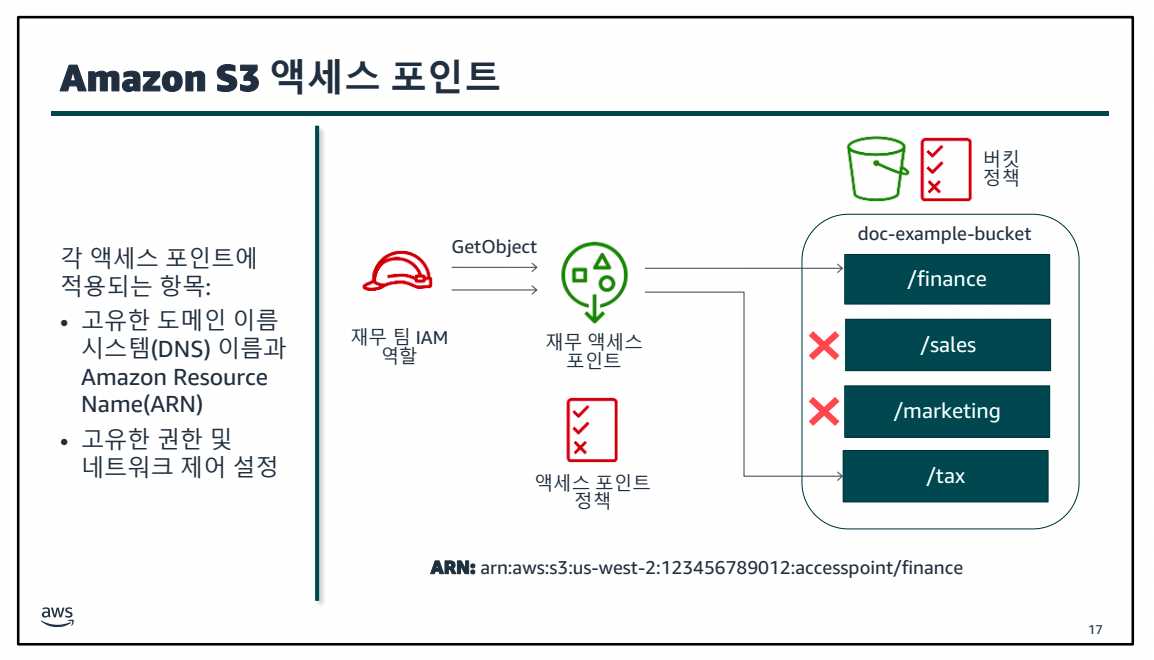 Amazon S3 액세스 포인트
각 액세스 포인트에
적용되는 항목:
• 고유한 도메인 이름
시스템(DNS) 이름과
Amazon Resource
Name(ARN)
• 고유한 권한 및
네트워크 제어 설정
버킷
정책
doc-example-bucket
GetObject
/finance
재무 팀 IAM
역할
재무 액세스
포인트
/sales
/marketing
/tax
액세스 포인트
정책
ARN: arn:aws:s3:us-west-2:123456789012:accesspoint/finance
aws
17